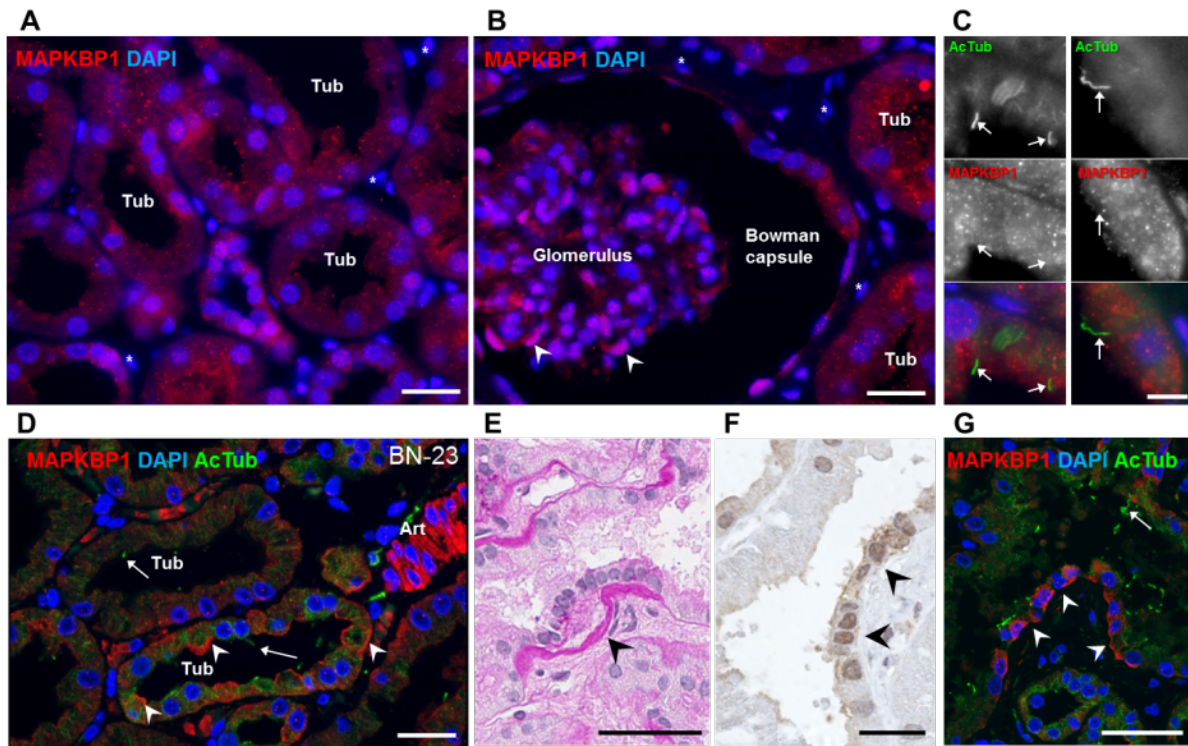 A
MAPKBP1 DAPI
Tub
Tub
Tub
*
*
*
B
MAPKBP1 DAPI
Tub
Glomerulus
Bowman
capsule
Tub
*
*
*
C
AcTub
AcTub
MAPKBP1
MAPKBP1
D
MAPKBP1 DAPI AcTub
BN-23
Art
Tub
Tub
E
F
G
MAPKBP1 DAPI AcTub